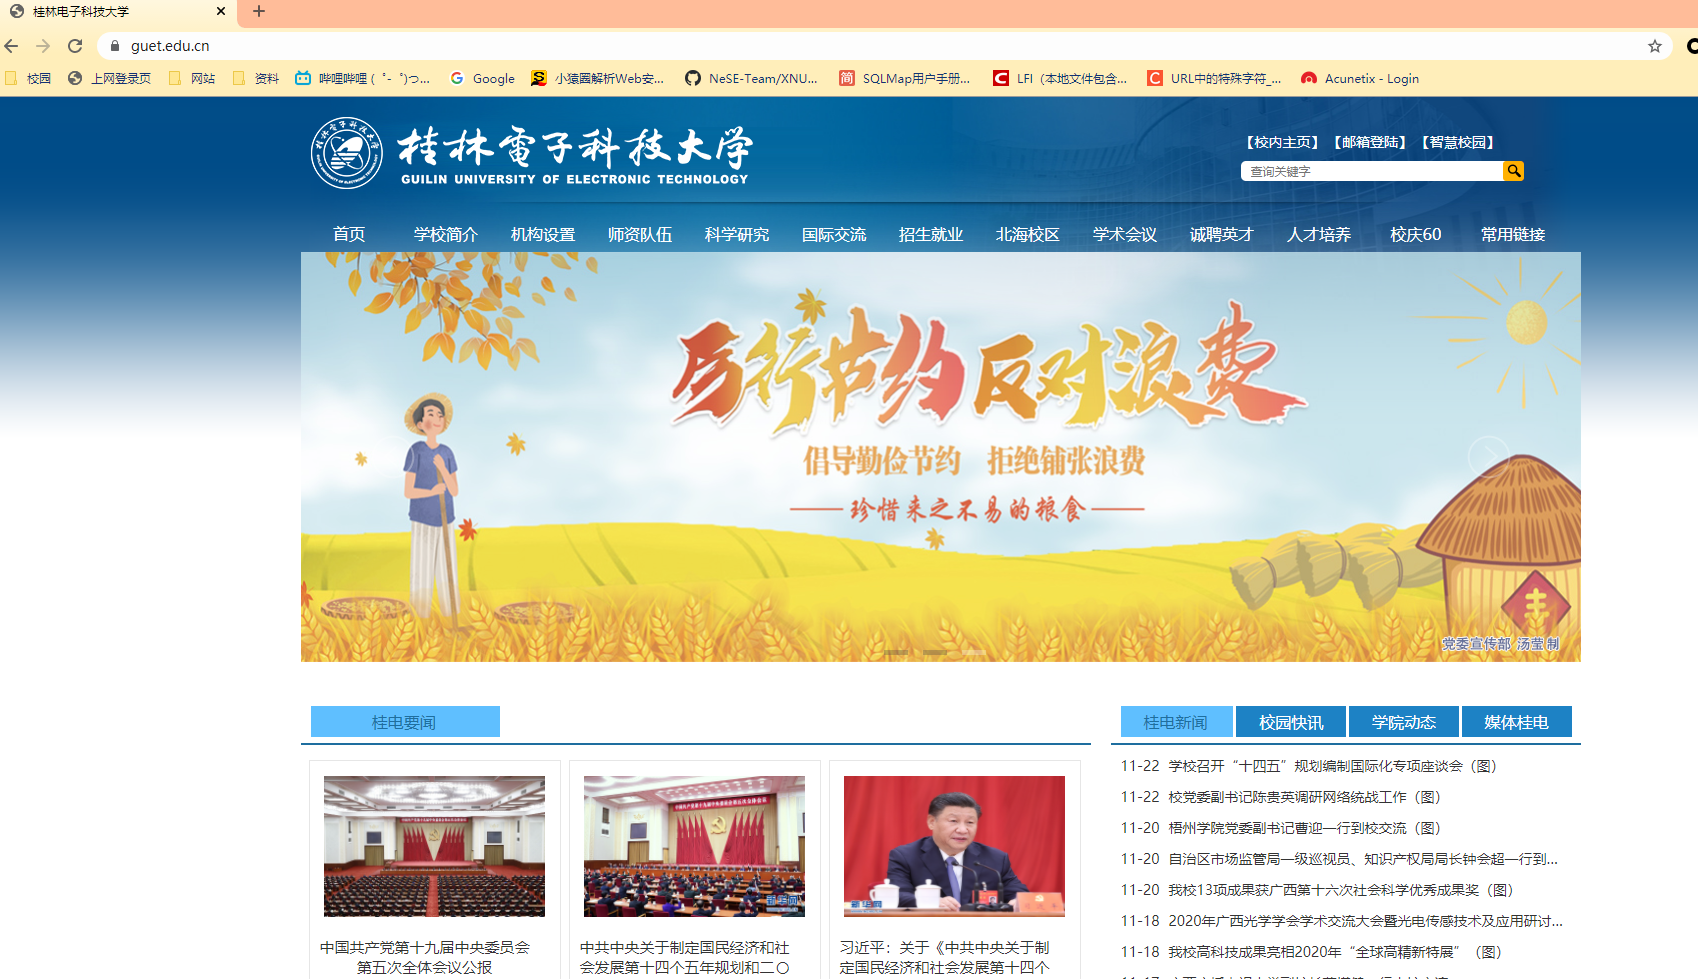 桂林电子科技大学
guet.edu.cn
校园 上网登录页 网站 资料 哔哩哔哩 ( ゜- ゜)つ... Google 小猿圈解析Web安... NeSE-Team/XNU... SQLMap用户手册... LFI（本地文件包含... URL中的特殊字符_... Acunetix - Login
桂林電子科技大学
GUILIN UNIVERSITY OF ELECTRONIC TECHNOLOGY
【校内主页】 【邮箱登陆】 【智慧校园】
查询关键字
首页 学校简介 机构设置 师资队伍 科学研究 国际交流 招生就业 北海校区 学术会议 诚聘英才 人才培养 校庆60 常用链接
厉行节约 反对浪费
倡导勤俭节约 拒绝铺张浪费
珍惜来之不易的粮食
丰
党委宣传部 汤莹制
桂电要闻
桂电新闻 校园快讯 学院动态 媒体桂电
11-22 学校召开“十四五”规划编制国际化专项座谈会（图）
11-22 校党委副书记陈贵英调研网络统战工作（图）
11-20 梧州学院党委副书记曹迎一行到校交流（图）
11-20 自治区市场监管局一级巡视员、知识产权局局长钟会超一行到...
11-20 我校13项成果获广西第十六次社会科学优秀成果奖（图）
11-18 2020年广西光学学会学术交流大会暨光电传感技术及应用研讨...
11-18 我校高科技成果亮相2020年“全球高精新特展”（图）
新华网
新华网
中国共产党第十九届中央委员会
第五次全体会议公报
中共中央关于制定国民经济和社
会发展第十四个五年规划和二〇
习近平：关于《中共中央关于制
定国民经济和社会发展第十四个